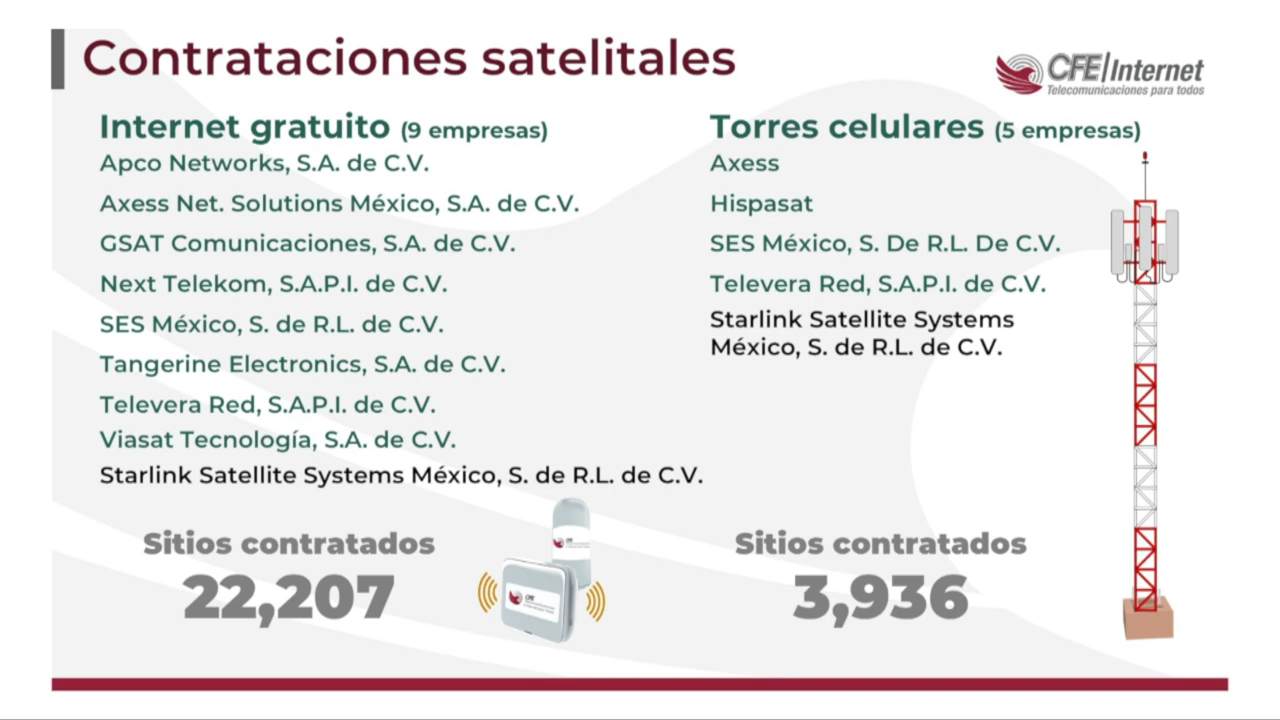 Contrataciones satelitales
CFE/Internet
Telecomunicaciones para todos
Internet gratuito (9 empresas)
Apco Networks, S.A. de C.V.
Axess Net. Solutions México, S.A. de C.V.
GSAT Comunicaciones, S.A. de C.V.
Next Telekom, S.A.P.I. de C.V.
SES México, S. de R.L. de C.V.
Tangerine Electronics, S.A. de C.V.
Televera Red, S.A.P.I. de C.V.
Viasat Tecnología, S.A. de C.V.
Starlink Satellite Systems México, S. de R.L. de C.V.
Sitios contratados
22,207
CFE
Torres celulares (5 empresas)
Axess
Hispasat
SES México, S. De R.L. De C.V.
Televera Red, S.A.P.I. de C.V.
Starlink Satellite Systems
México, S. de R.L. de C.V.
Sitios contratados
3,936